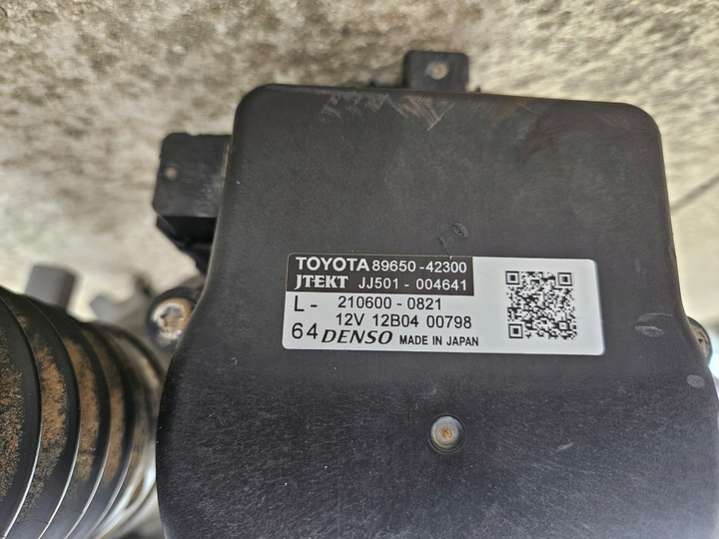 TOYOTA 89650-42300
JTEKT JJ501-004641
L- 210600-0821
12V 12B04 00798
64 DENSO MADE IN JAPAN